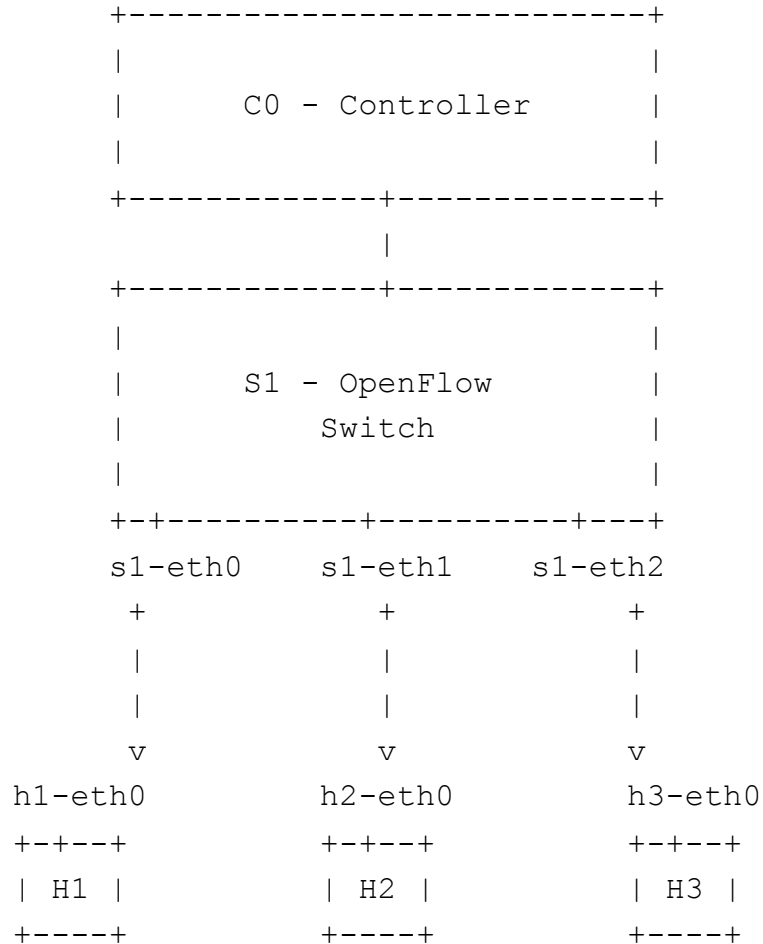 C0 - Controller
S1 - OpenFlow
Switch
s1-eth0 s1-eth1 s1-eth2
h1-eth0 h2-eth0 h3-eth0
H1 H2 H3